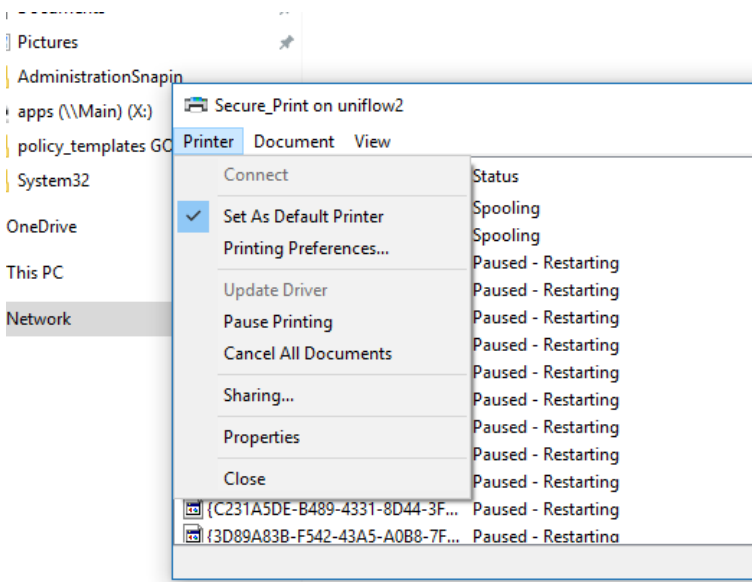 Pictures
AdministrationSnapin
apps (\\Main) (X:)
policy_templates GO
System32
OneDrive
This PC
Network
Secure_Print on uniflow2
Printer Document View
Connect
Set As Default Printer
Printing Preferences...
Update Driver
Pause Printing
Cancel All Documents
Sharing...
Properties
Close
Status
Spooling
Spooling
Paused - Restarting
Paused - Restarting
Paused - Restarting
Paused - Restarting
Paused - Restarting
Paused - Restarting
Paused - Restarting
Paused - Restarting
Paused - Restarting
{C231A5DE-B489-4331-8D44-3F... Paused - Restarting
{3D89A83B-F542-43A5-A0B8-7F... Paused - Restarting